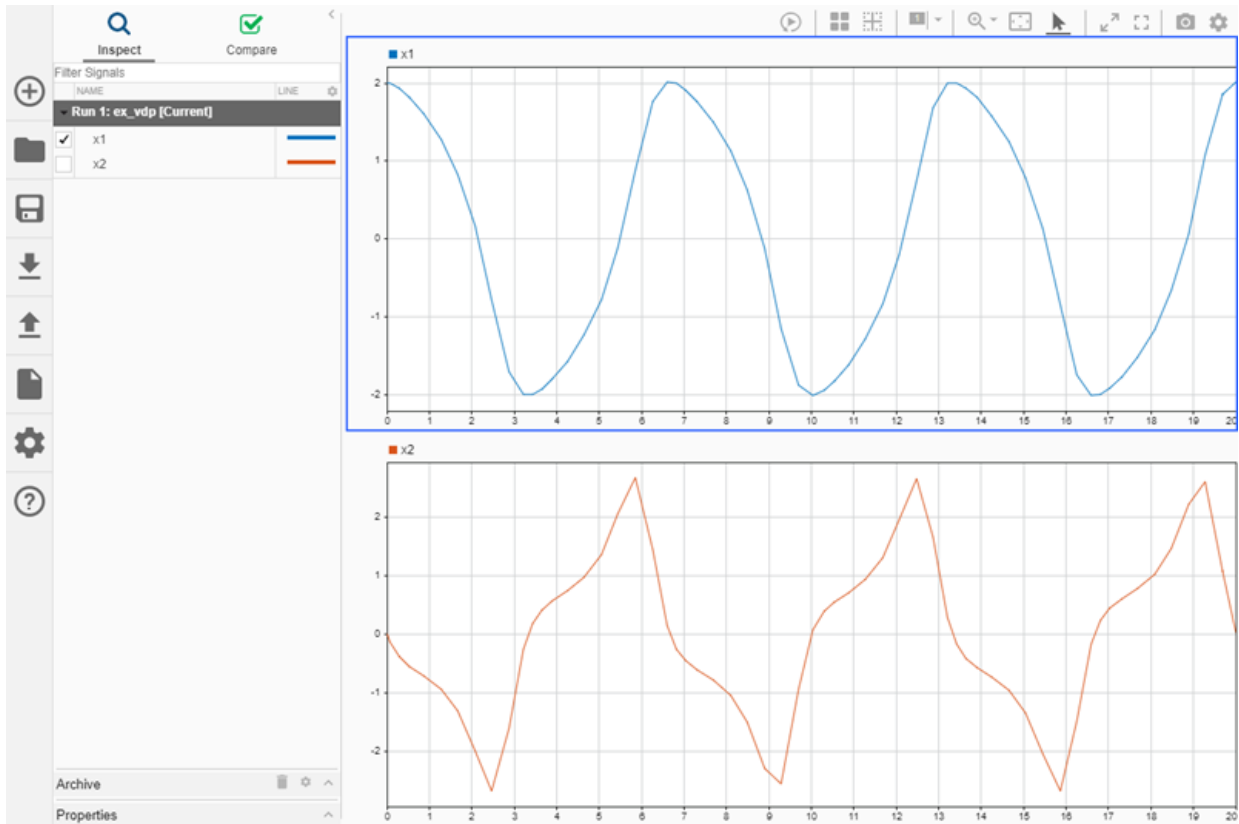 Inspect
Compare
Filter Signals
NAME LINE
Run 1: ex_vdp [Current]
x1
x2
Archive
Properties
1
x1
2
1
0
-1
-2
0 1 2 3 4 5 6 7 8 9 10 11 12 13 14 15 16 17 18 19 20
x2
2
1
0
-1
-2
0 1 2 3 4 5 6 7 8 9 10 11 12 13 14 15 16 17 18 19 20